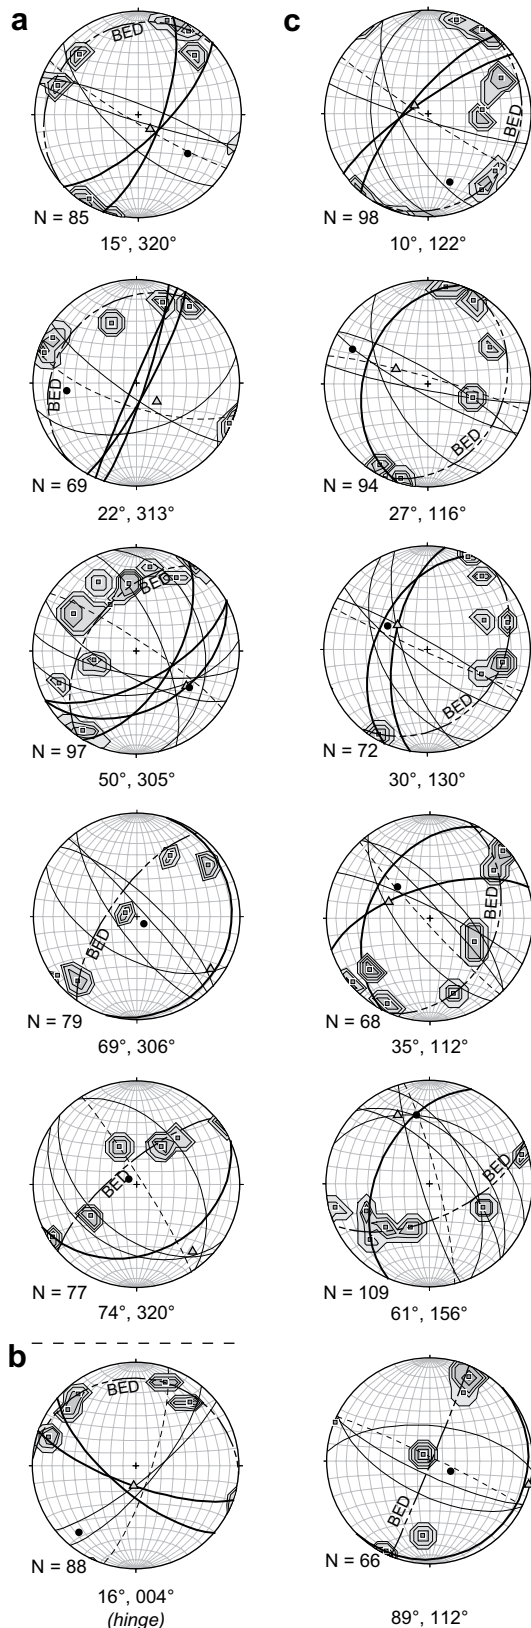 a
BED
N = 85
15°, 320°
BED
N = 69
22°, 313°
BED
N = 97
50°, 305°
BED
N = 79
69°, 306°
BED
N = 77
74°, 320°
b
BED
N = 88
16°, 004°
(hinge)
c
BED
N = 98
10°, 122°
BED
N = 94
27°, 116°
BED
N = 72
30°, 130°
BED
N = 68
35°, 112°
BED
N = 109
61°, 156°
BED
N = 66
89°, 112°